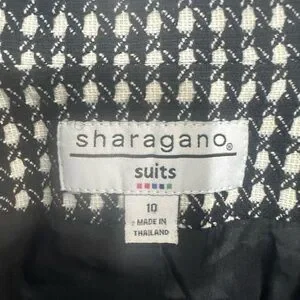 sharagano®
suits
10
MADE IN
THAILAND